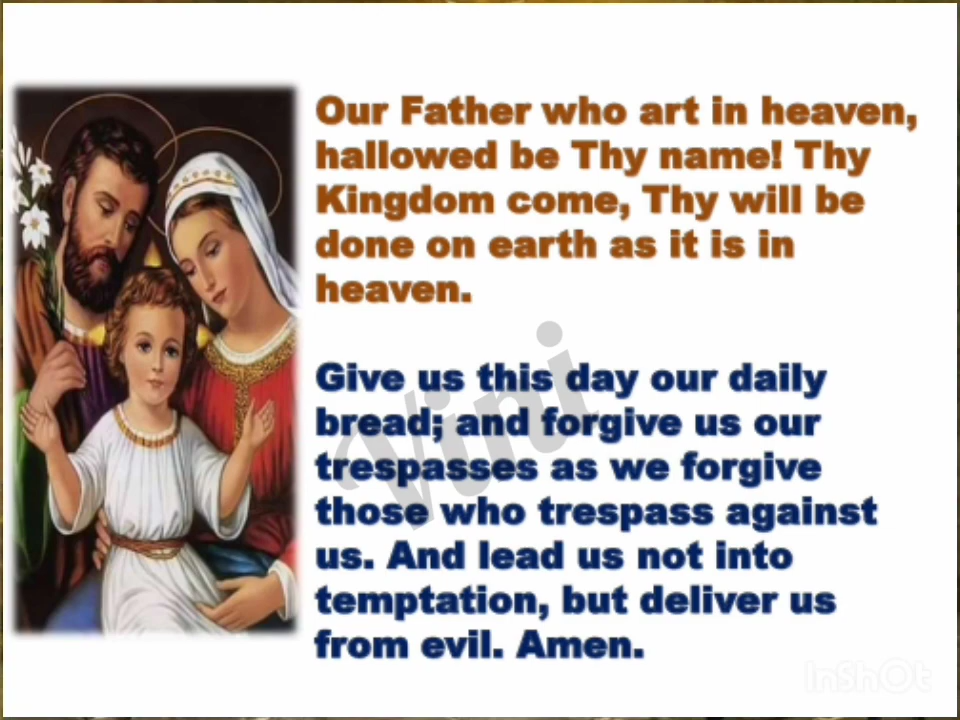 Our Father who art in heaven,
hallowed be Thy name! Thy
Kingdom come, Thy will be
done on earth as it is in
heaven.
Give us this day our daily
bread; and forgive us our
trespasses as we forgive
those who trespass against
us. And lead us not into
temptation, but deliver us
from evil. Amen.
Vini
InShOt